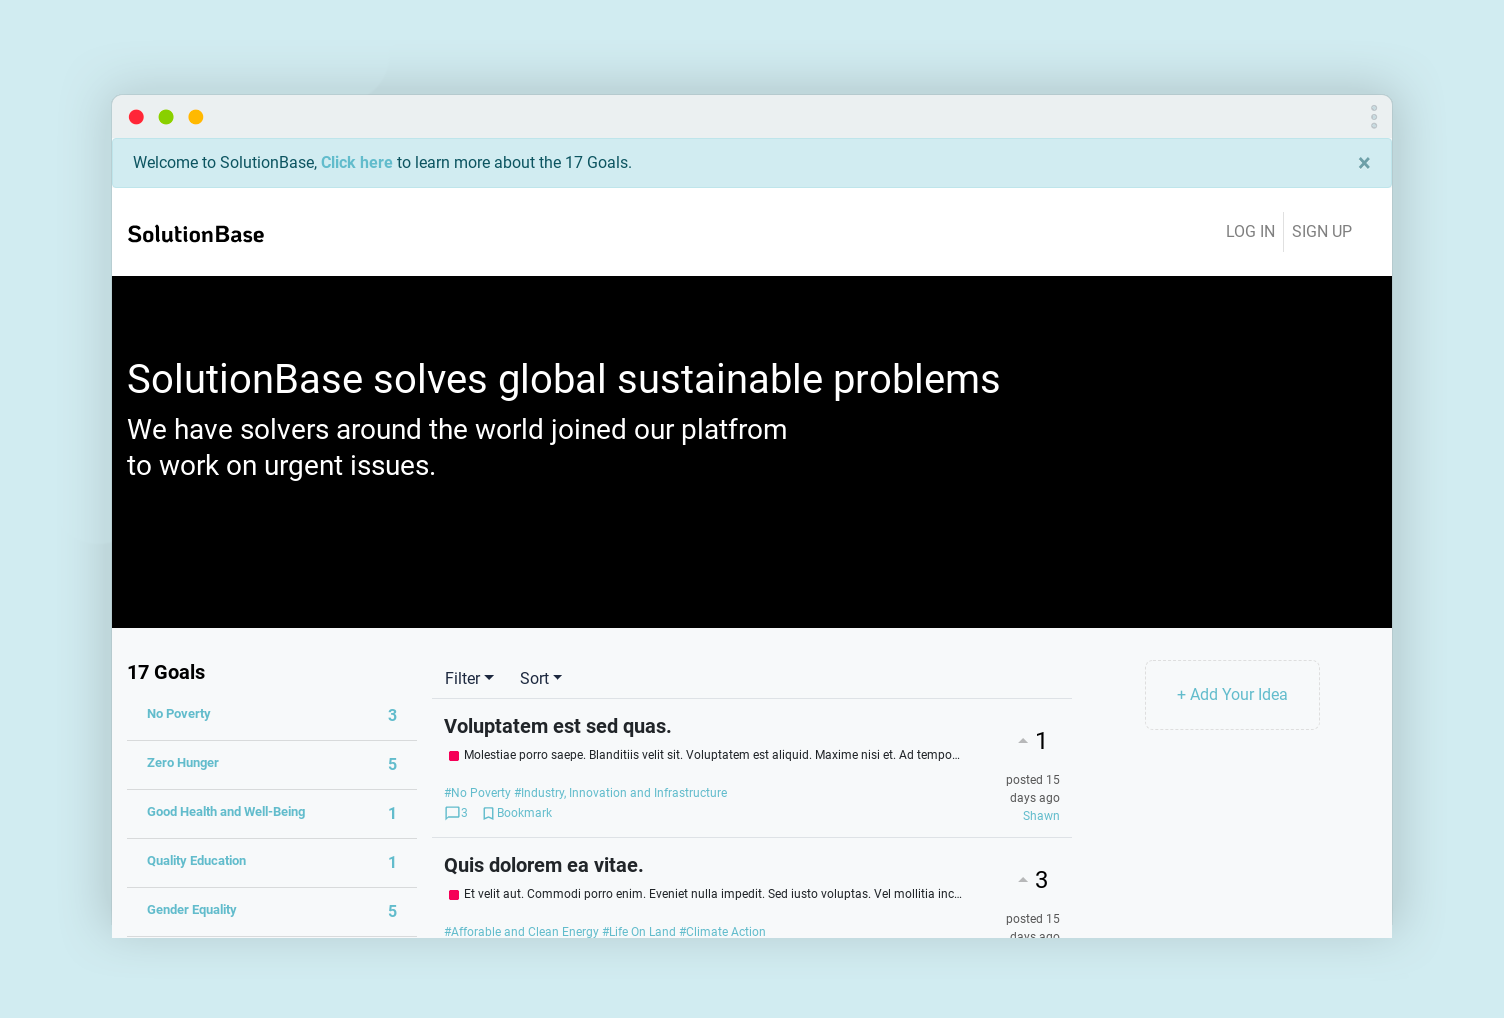 Welcome to SolutionBase, Click here to learn more about the 17 Goals.
×
SolutionBase
LOG IN
SIGN UP
SolutionBase solves global sustainable problems
We have solvers around the world joined our platfrom
to work on urgent issues.
17 Goals
No Poverty 3
Zero Hunger 5
Good Health and Well-Being 1
Quality Education 1
Gender Equality 5
Filter
Sort
Voluptatem est sed quas.
Molestiae porro saepe. Blanditiis velit sit. Voluptatem est aliquid. Maxime nisi et. Ad tempo...
#No Poverty #Industry, Innovation and Infrastructure
3 Bookmark
1
posted 15
days ago
Shawn
Quis dolorem ea vitae.
Et velit aut. Commodi porro enim. Eveniet nulla impedit. Sed iusto voluptas. Vel mollitia inc...
#Afforable and Clean Energy #Life On Land #Climate Action
3
posted 15
days ago
+ Add Your Idea